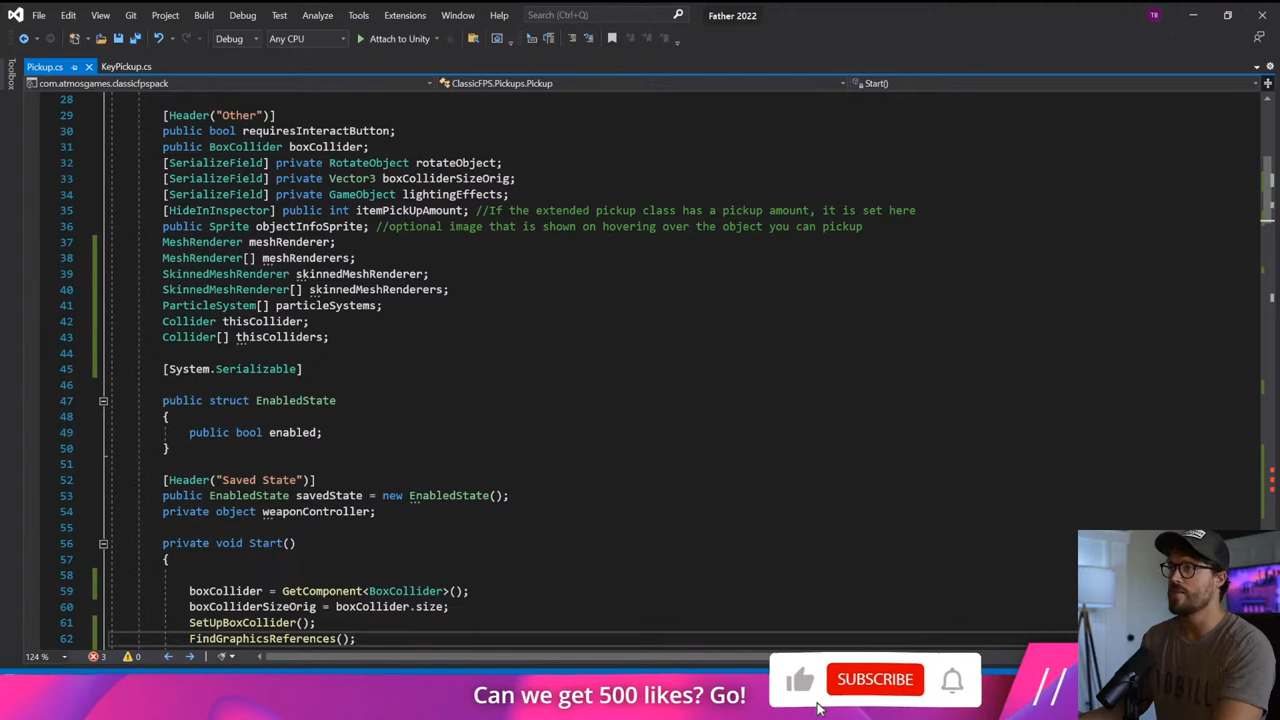 File Edit View Git Project Build Debug Test Analyze Tools Extensions Window Help Search (Ctrl+Q) Father 2022 TB
Debug Any CPU Attach to Unity
Toolbox
Pickup.cs KeyPickup.cs
com.atmosgames.classicfpspack ClassicFPS.Pickups.Pickup Start()
28
29 [Header("Other")]
30 public bool requiresInteractButton;
31 public BoxCollider boxCollider;
32 [SerializeField] private RotateObject rotateObject;
33 [SerializeField] private Vector3 boxColliderSizeOrig;
34 [SerializeField] private GameObject lightingEffects;
35 [HideInInspector] public int itemPickUpAmount; //If the extended pickup class has a pickup amount, it is set here
36 public Sprite objectInfoSprite; //optional image that is shown on hovering over the object you can pickup
37 MeshRenderer meshRenderer;
38 MeshRenderer[] meshRenderers;
39 SkinnedMeshRenderer skinnedMeshRenderer;
40 SkinnedMeshRenderer[] skinnedMeshRenderers;
41 ParticleSystem[] particleSystems;
42 Collider thisCollider;
43 Collider[] thisColliders;
44
45 [System.Serializable]
46
47 public struct EnabledState
48 {
49 public bool enabled;
50 }
51
52 [Header("Saved State")]
53 public EnabledState savedState = new EnabledState();
54 private object weaponController;
55
56 private void Start()
57 {
58
59 boxCollider = GetComponent<BoxCollider>();
60 boxColliderSizeOrig = boxCollider.size;
61 SetUpBoxCollider();
62 FindGraphicsReferences();
124 % 3 0
Can we get 500 likes? Go! SUBSCRIBE //